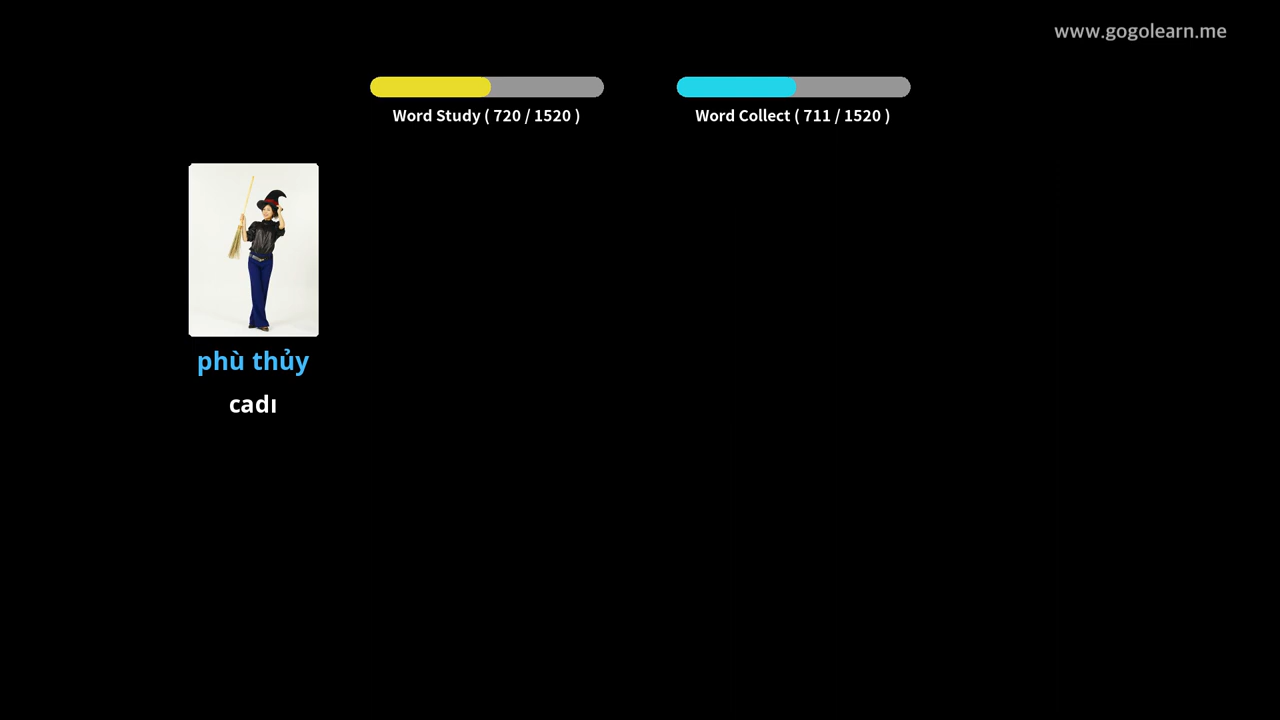 www.gogolearn.me
Word Study ( 720 / 1520 )
Word Collect ( 711 / 1520 )
phù thủy
cadı